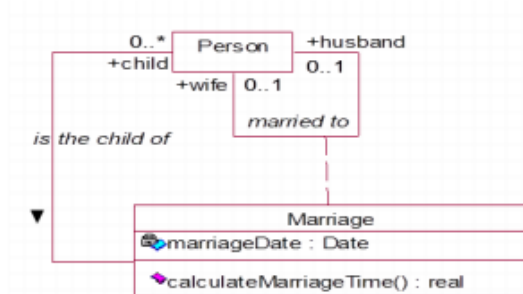 0..* Person +husband
+child 0..1
+wife 0..1
married to
is the child of
Marriage
marriageDate : Date
calculateMarriageTime() : real